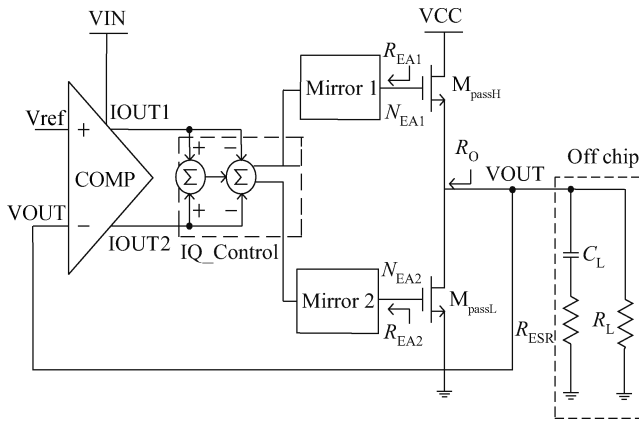 VIN
VCC
R_EA1
Mirror 1
M_passH
N_EA1
Vref
IOUT1
+
COMP
+
−
Σ
Σ
R_O
VOUT
Off chip
VOUT
−
+
−
IOUT2
IQ_Control
C_L
N_EA2
Mirror 2
M_passL
R_EA2
R_ESR
R_L